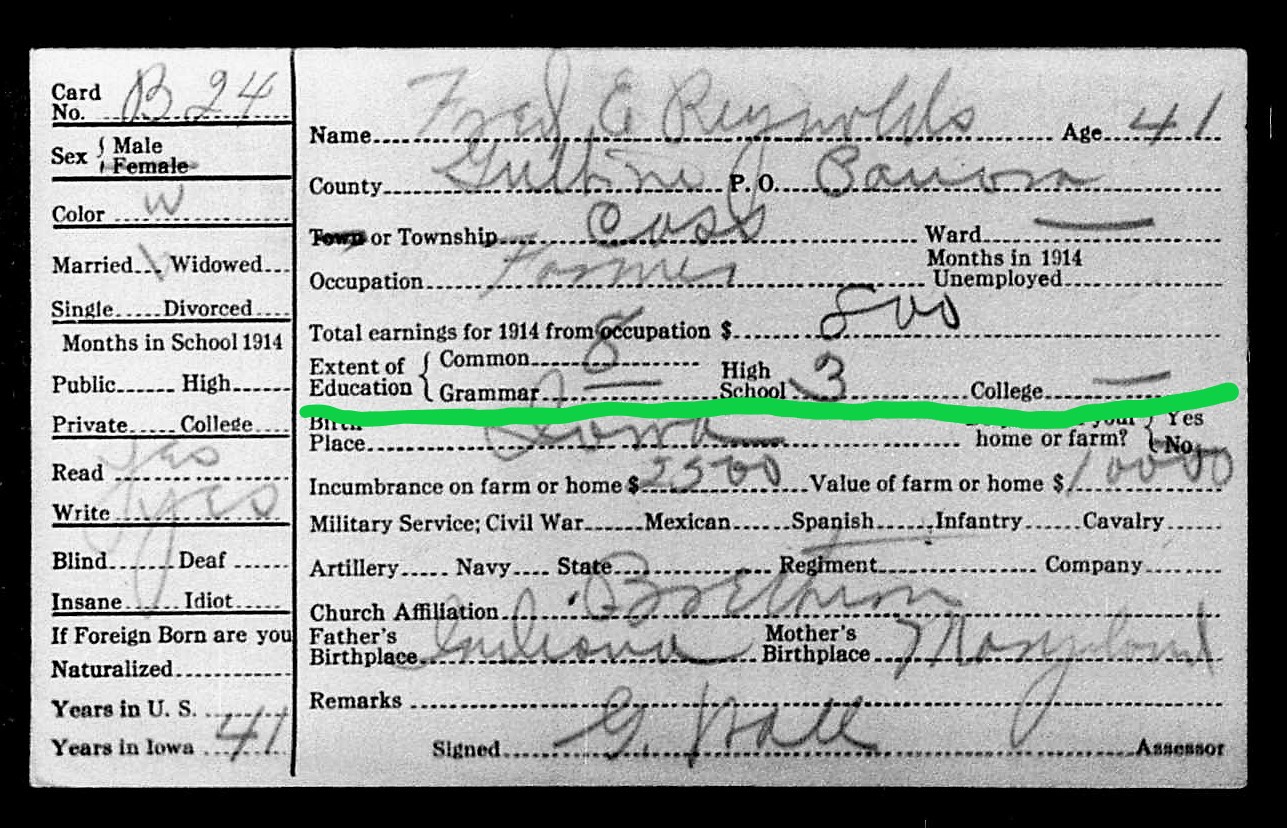 Card No. B 24
Sex { Male
Female
Color W
Married Widowed
Single Divorced
Months in School 1914
Public High
Private College
Read yes
Write yes
Blind Deaf
Insane Idiot
If Foreign Born are you
Naturalized
Years in U. S.
Years in Iowa 41
Name Fred E Reynolds Age 41
County Guthrie P. O. Panora
Town or Township Cass Ward —
Occupation Farmer Months in 1914 Unemployed
Total earnings for 1914 from occupation $ 800
Extent of Education { Common 8
Grammar — High School 3 College —
Birth Place Iowa your home or farm? { Yes No
Incumbrance on farm or home $ 2500 Value of farm or home $ 10000
Military Service; Civil War Mexican Spanish Infantry Cavalry
Artillery Navy State Regiment Company
Church Affiliation
Father's Birthplace Indiana Mother's Birthplace Maryland
Remarks
Signed G. Hall Assessor